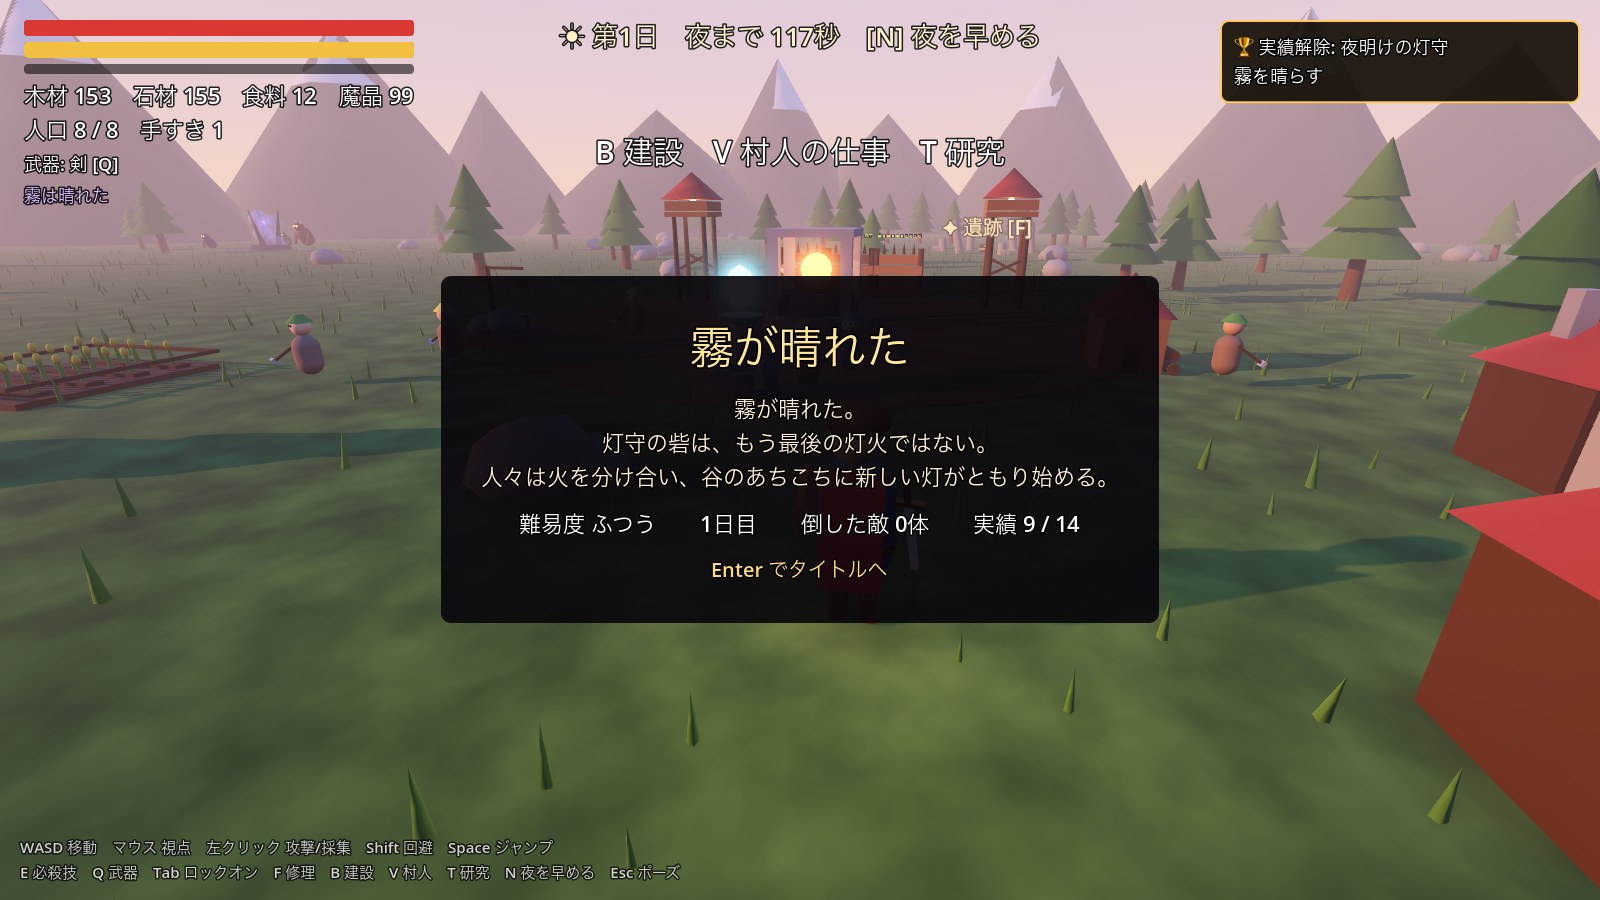 第1日 夜まで 117秒 [N] 夜を早める
🏆 実績解除: 夜明けの灯守
霧を晴らす
木材 153 石材 155 食料 12 魔晶 99
人口 8 / 8 手すき 1
武器: 剣 [Q]
霧は晴れた
B 建設 V 村人の仕事 T 研究
✦ 遺跡 [F]
霧が晴れた
霧が晴れた。
灯守の砦は、もう最後の灯火ではない。
人々は火を分け合い、谷のあちこちに新しい灯がともり始める。
難易度 ふつう 1日目 倒した敵 0体 実績 9 / 14
Enter でタイトルへ
WASD 移動 マウス 視点 左クリック 攻撃/採集 Shift 回避 Space ジャンプ
E 必殺技 Q 武器 Tab ロックオン F 修理 B 建設 V 村人 T 研究 N 夜を早める Esc ポーズ